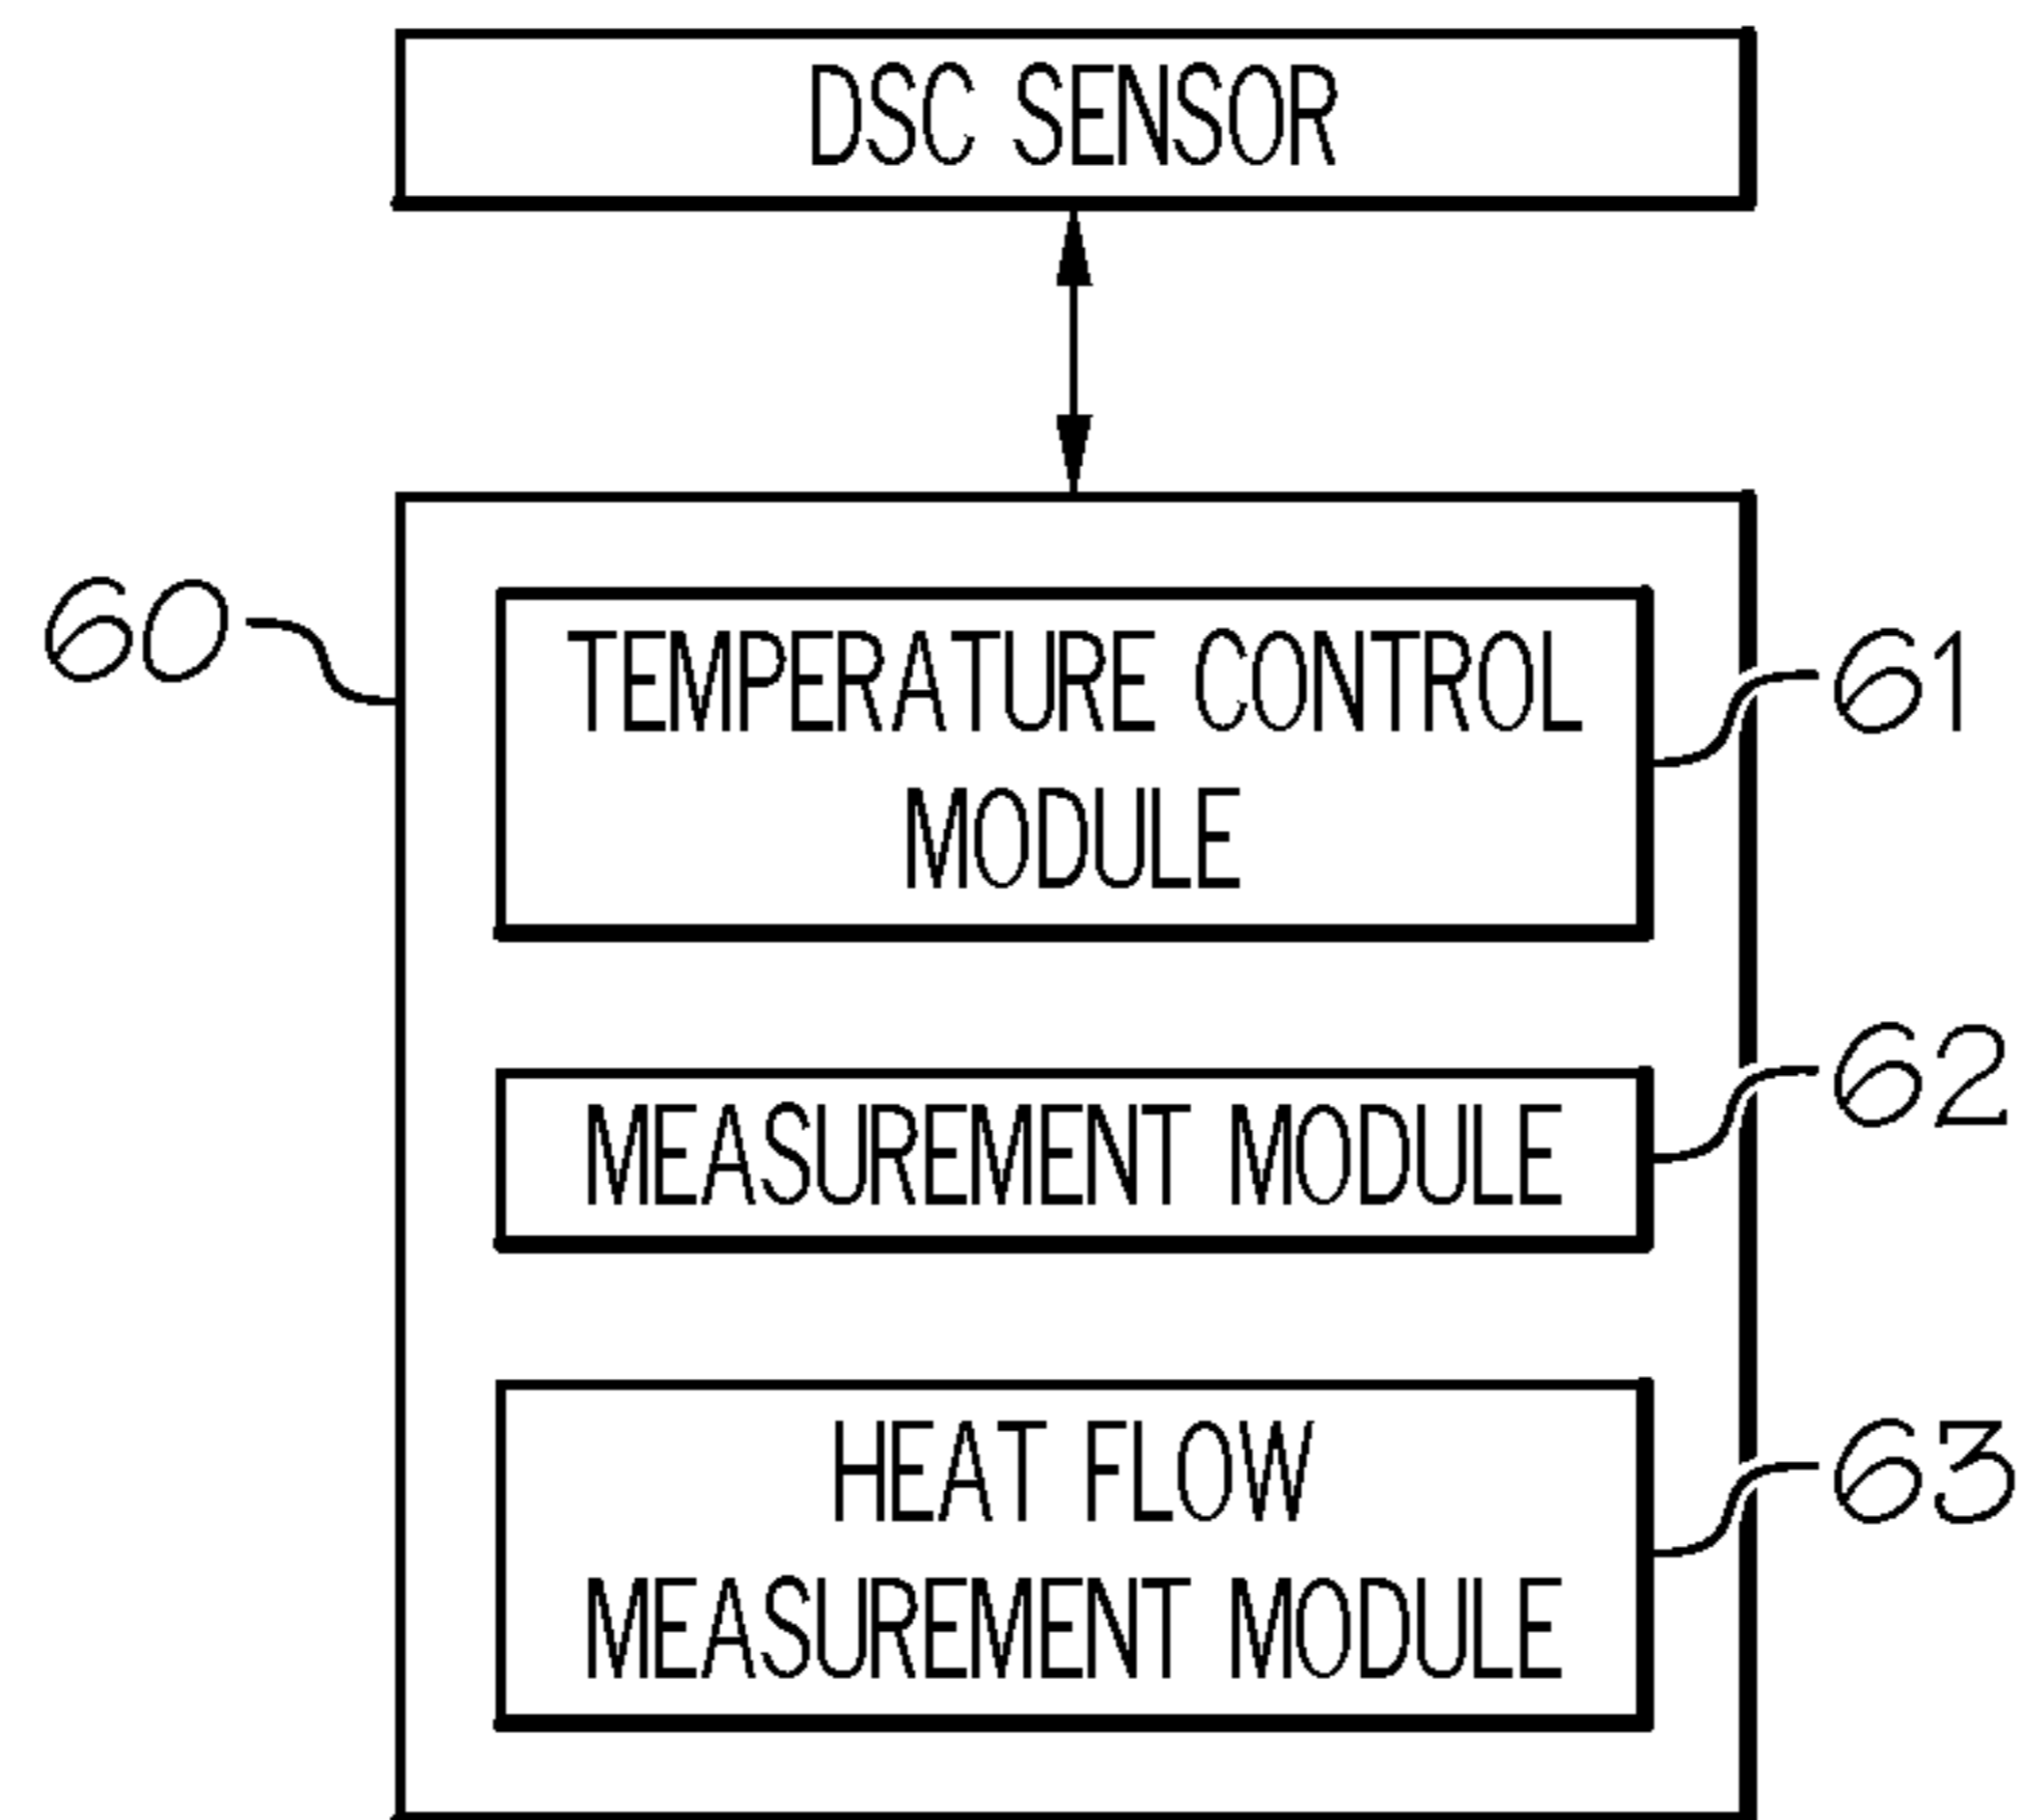 DSC SENSOR
60
TEMPERATURE CONTROL
MODULE
61
MEASUREMENT MODULE
62
HEAT FLOW
MEASUREMENT MODULE
63